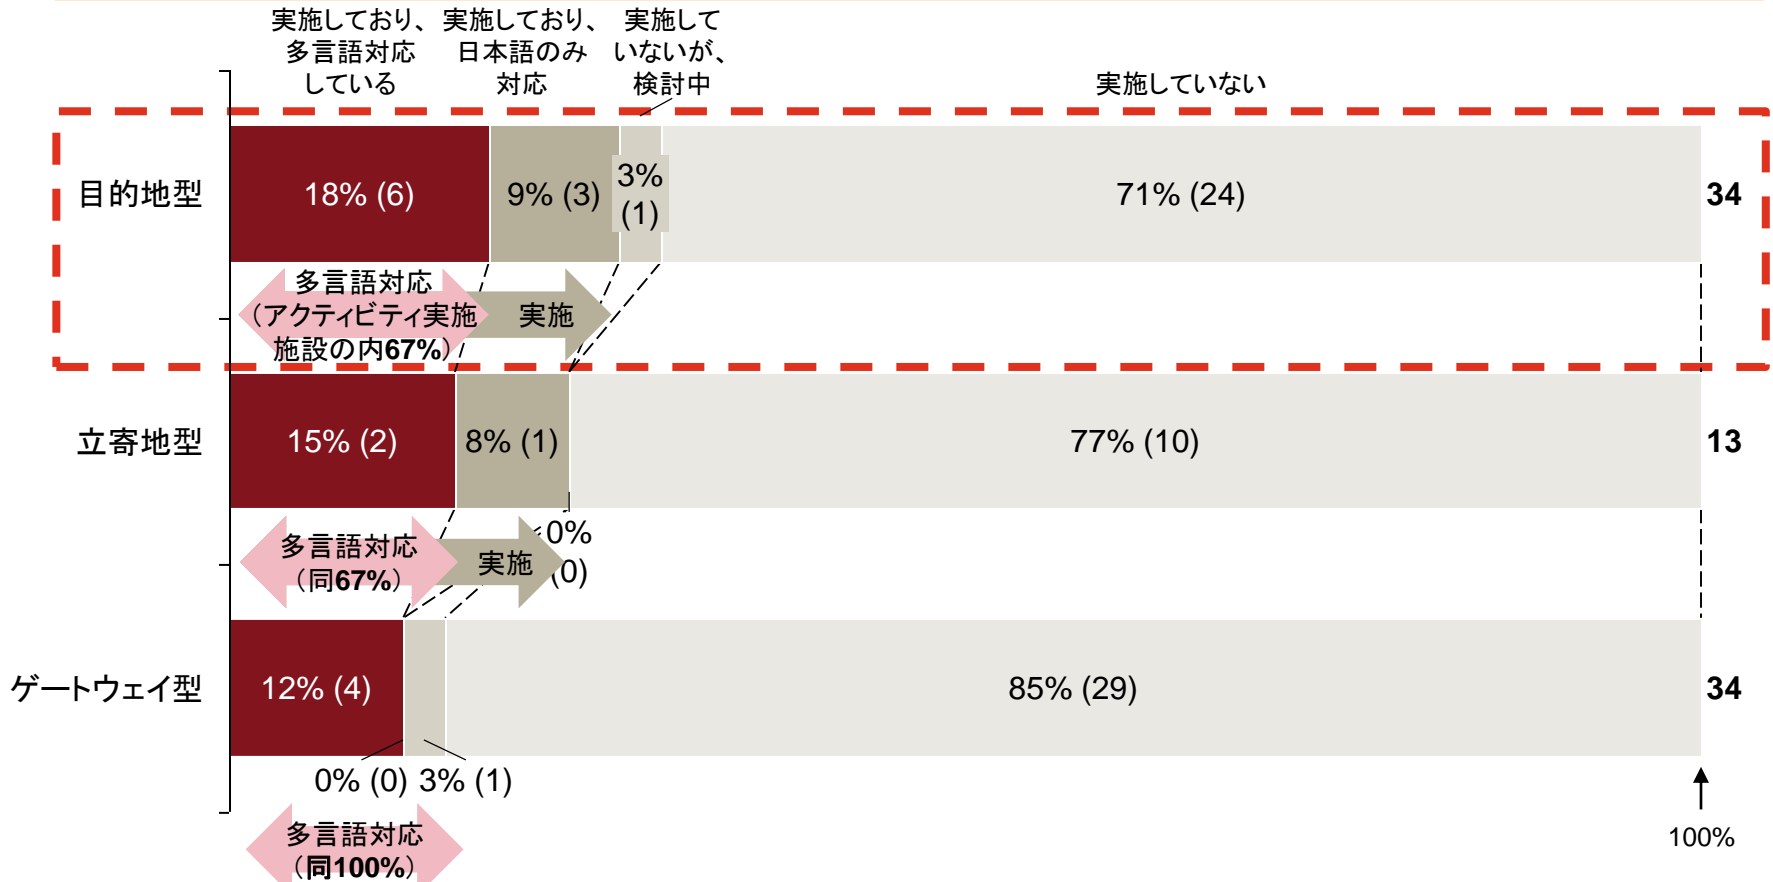 実施しており、
多言語対応
している
実施しており、
日本語のみ
対応
実施して
いないが、
検討中
実施していない
目的地型
18% (6)
9% (3)
3%
(1)
71% (24)
34
多言語対応
（アクティビティ実施
施設の内67%）
実施
立寄地型
15% (2)
8% (1)
77% (10)
13
0%
(0)
多言語対応
（同67%）
実施
ゲートウェイ型
12% (4)
85% (29)
34
0% (0)
3% (1)
多言語対応
（同100%）
100%